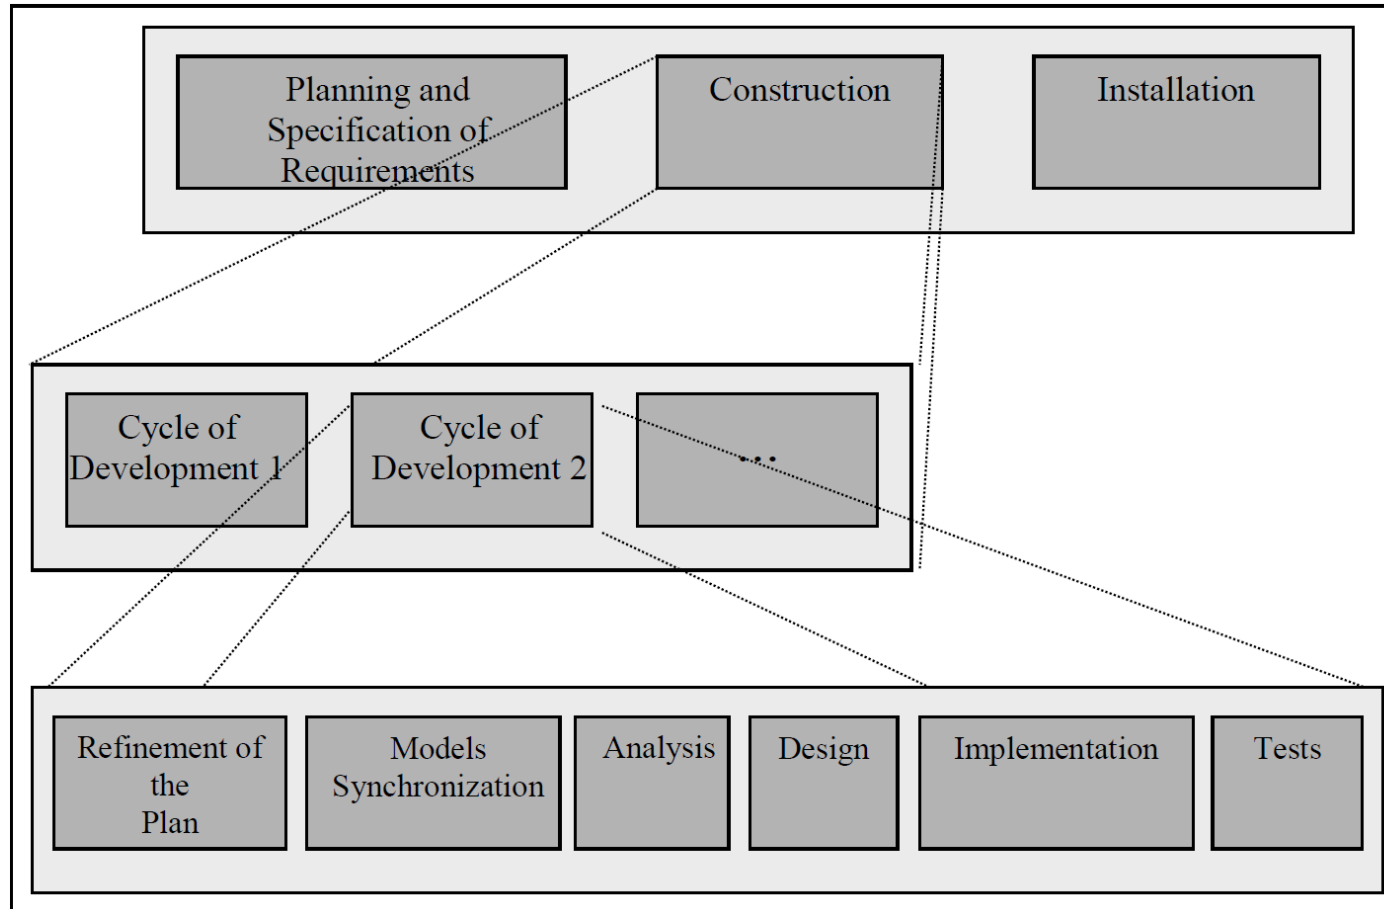 Planning and
Specification of
Requirements
Construction
Installation
Cycle of
Development 1
Cycle of
Development 2
...
Refinement of
the
Plan
Models
Synchronization
Analysis
Design
Implementation
Tests